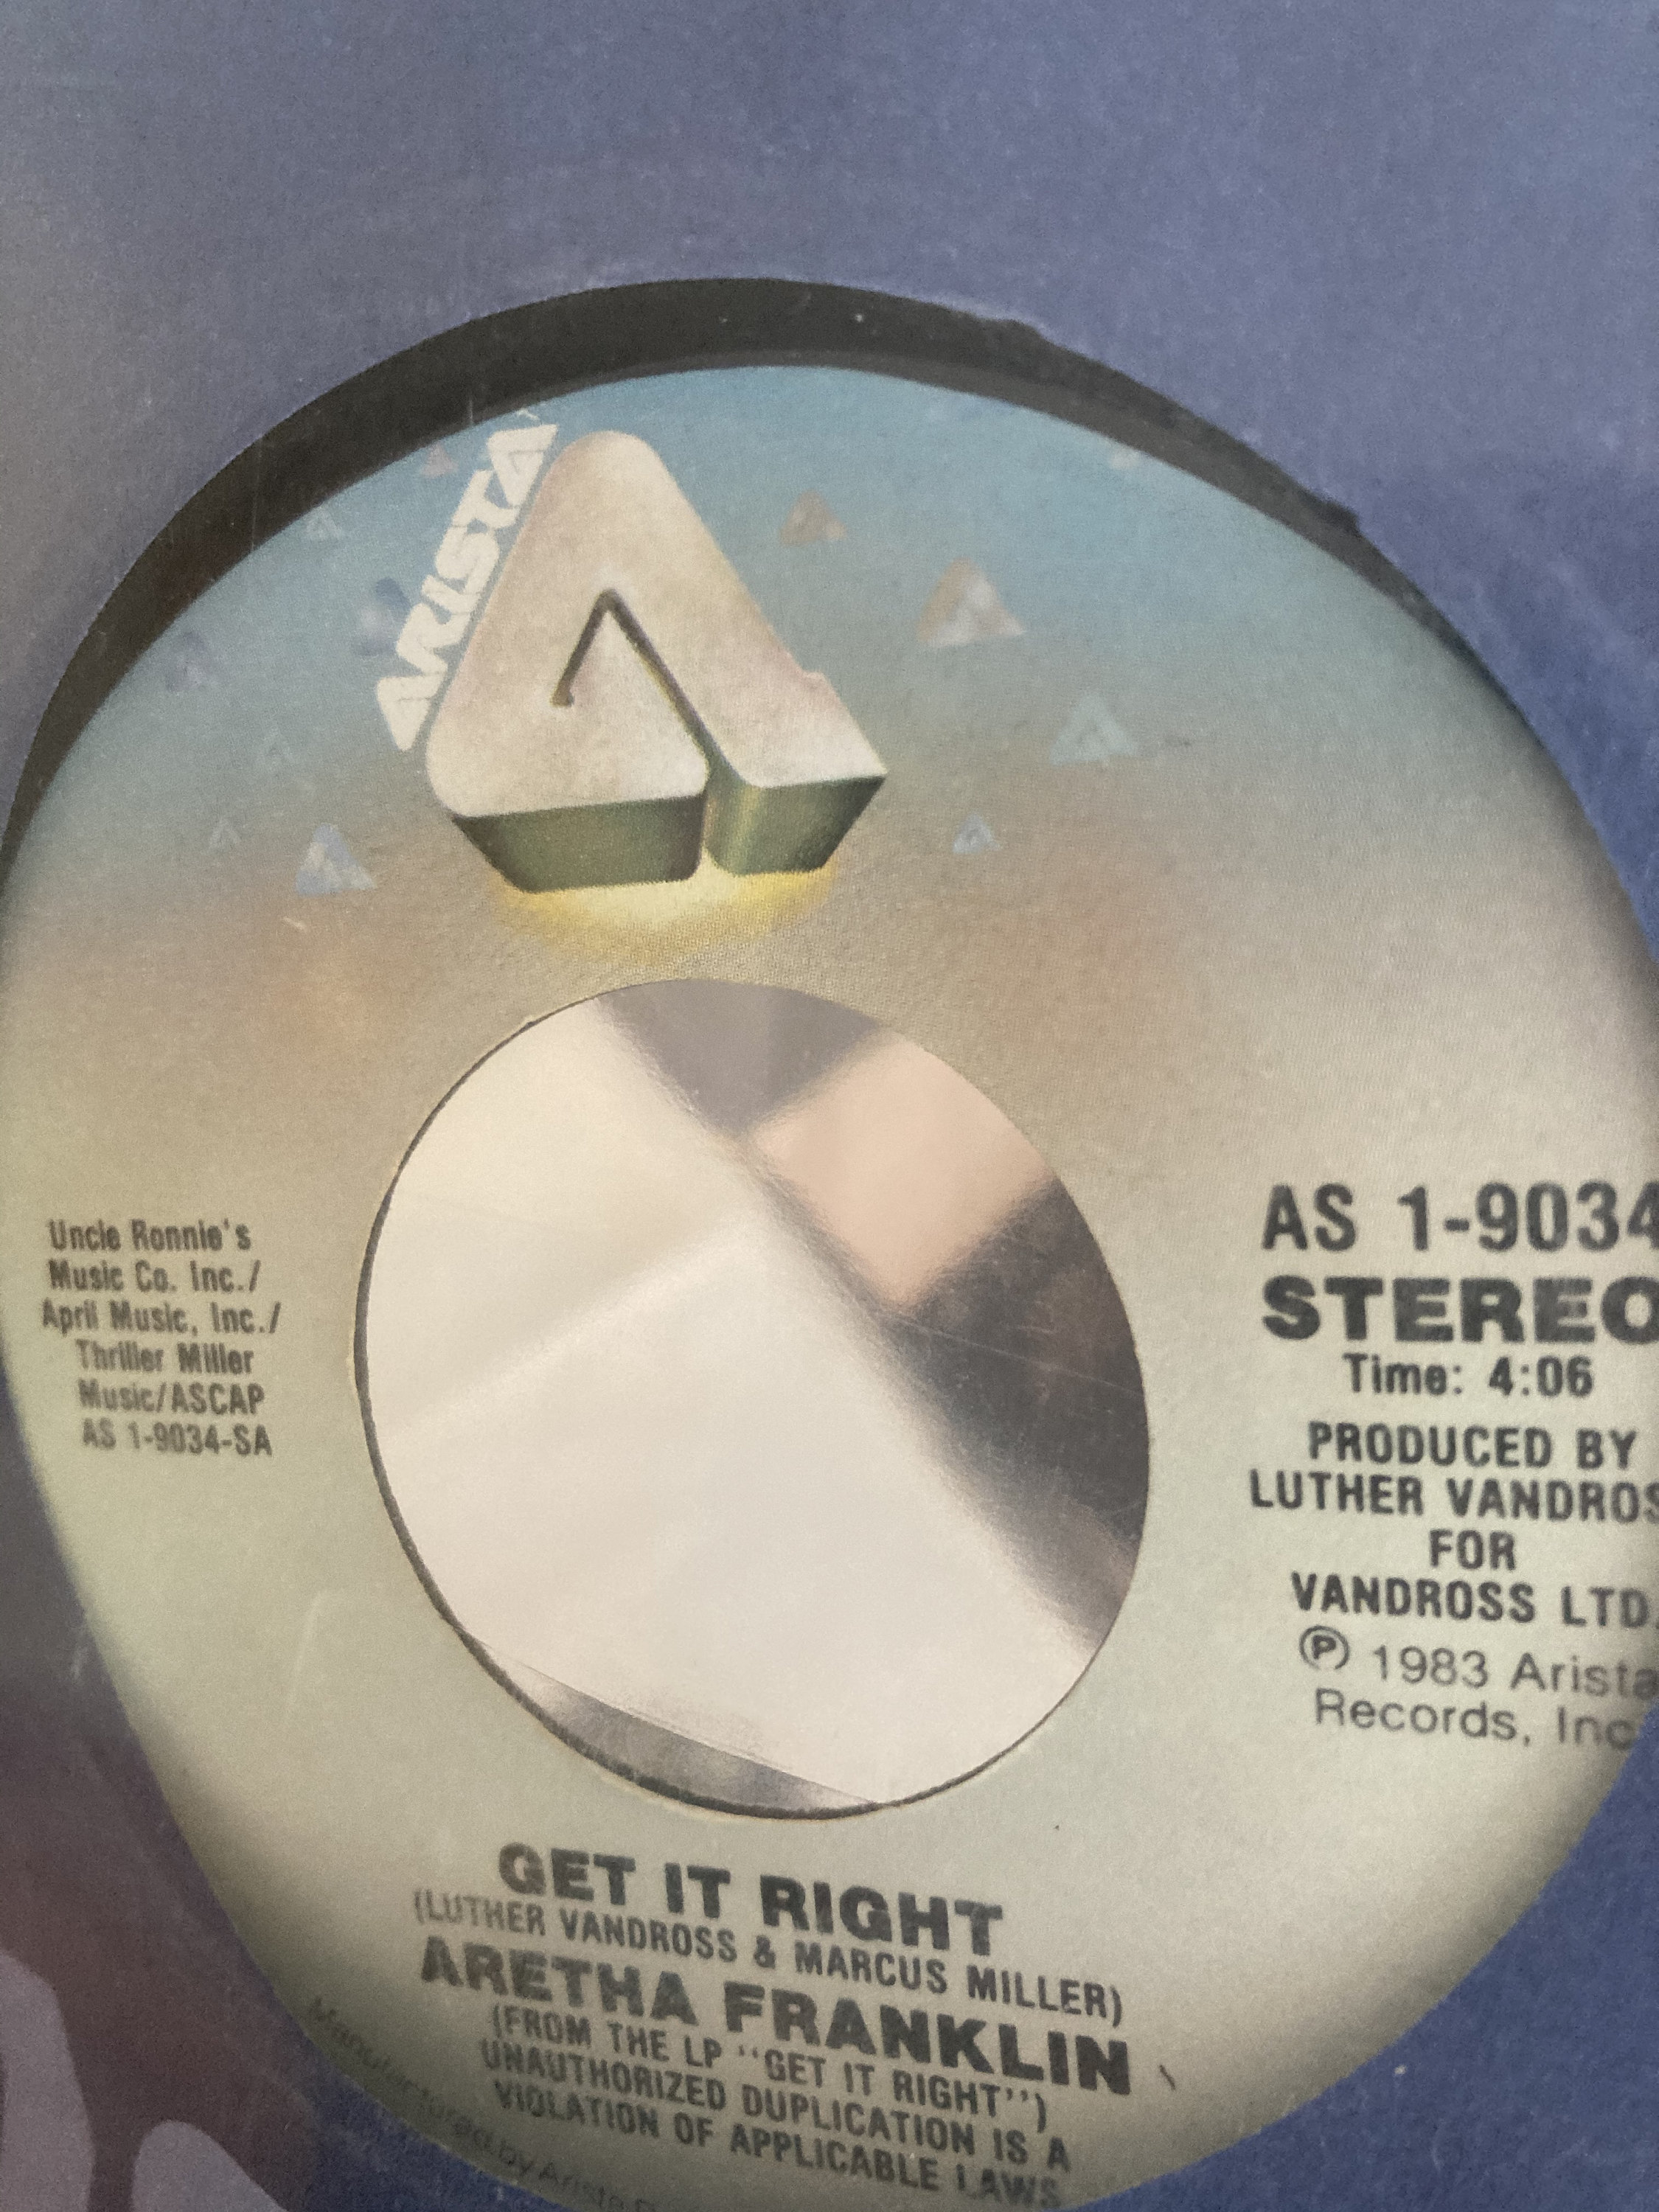 ARISTA
Uncle Ronnie's
Music Co. Inc./
April Music, Inc./
Thriller Miller
Music/ASCAP
AS 1-9034-SA
AS 1-9034
STEREO
Time: 4:06
PRODUCED BY
LUTHER VANDROS
FOR
VANDROSS LTD.
Ⓟ 1983 Arista
Records, Inc
GET IT RIGHT
(LUTHER VANDROSS & MARCUS MILLER)
ARETHA FRANKLIN
(FROM THE LP "GET IT RIGHT")
UNAUTHORIZED DUPLICATION IS A
VIOLATION OF APPLICABLE LAWS
Manufactured by Arista